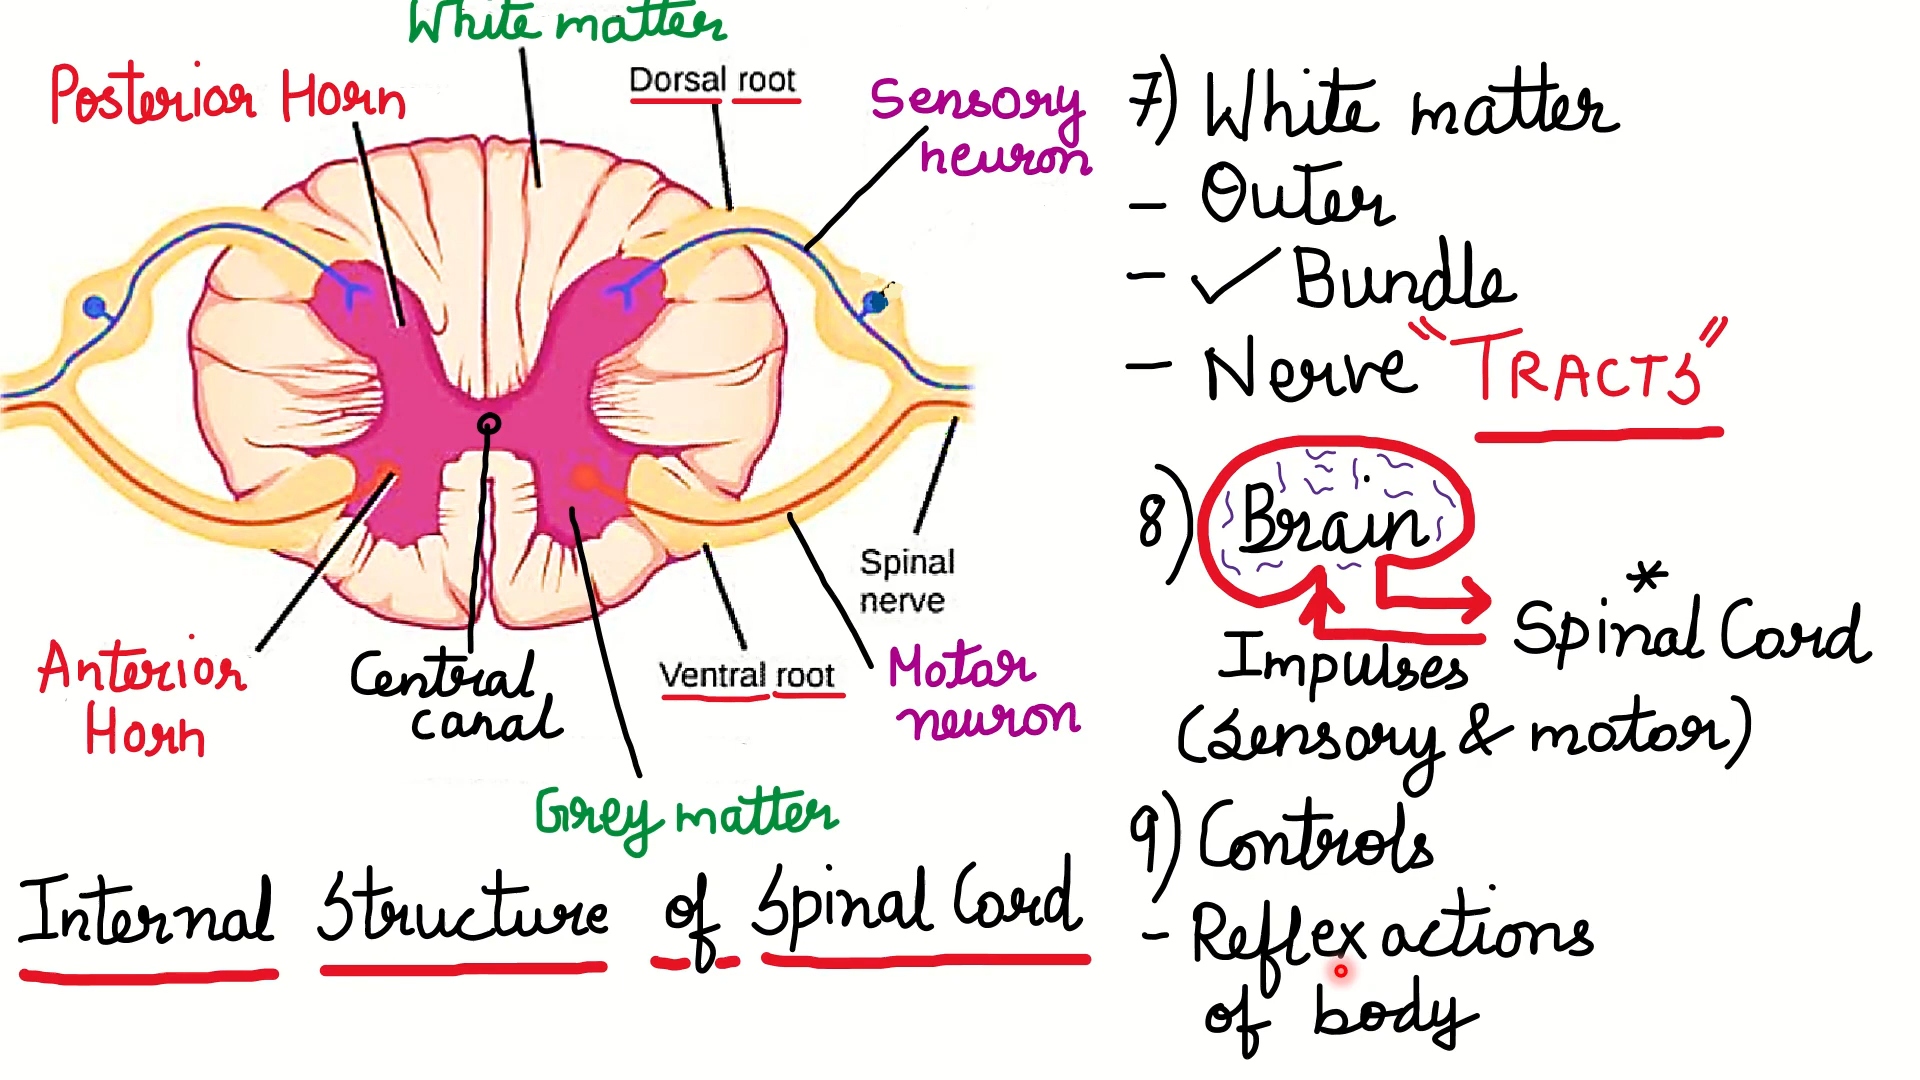 White matter
Posterior Horn
Dorsal root
Sensory
neuron
Spinal
nerve
Anterior
Horn
Central
canal
Ventral root
Motor
neuron
Grey matter
Internal Structure of Spinal Cord
7) White matter
- Outer
- ✓ Bundle
- Nerve "TRACTS"
8) Brain
* Spinal Cord
Impulses
(Sensory & motor)
9) Controls
- Reflex actions
of body